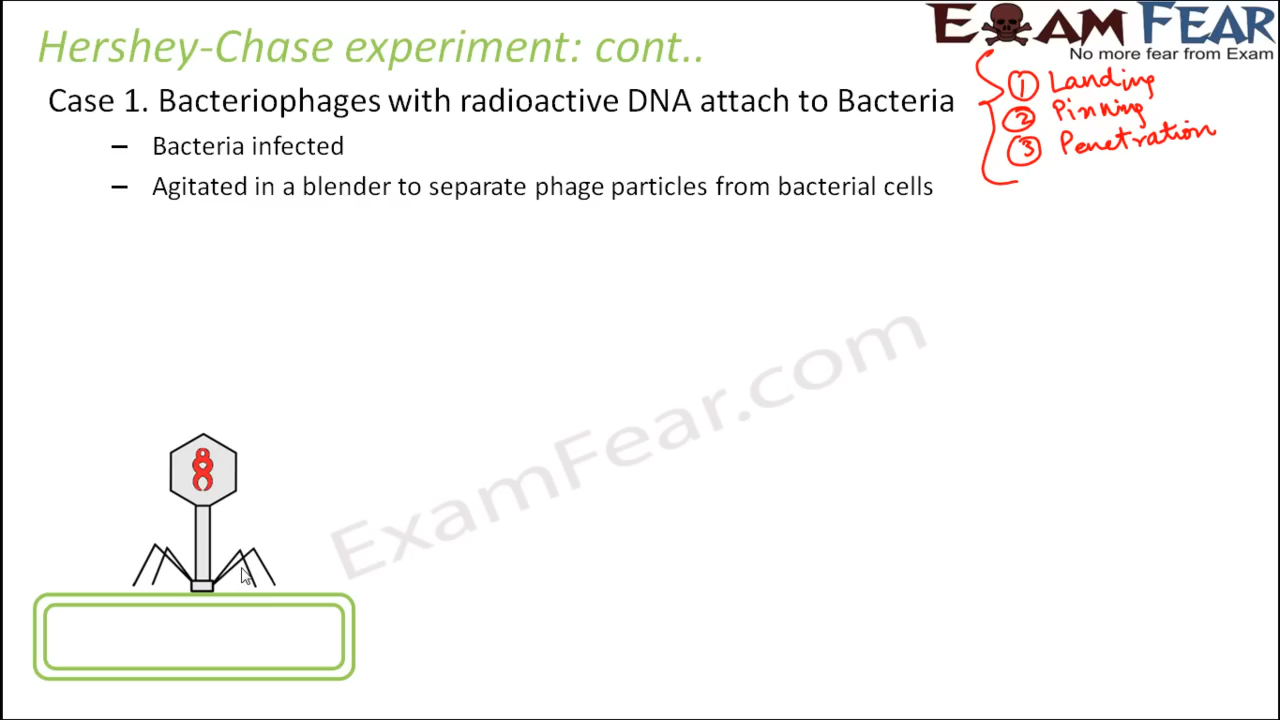 Hershey-Chase experiment: cont..
EXAM FEAR
No more fear from Exam
Case 1. Bacteriophages with radioactive DNA attach to Bacteria
– Bacteria infected
– Agitated in a blender to separate phage particles from bacterial cells
① Landing
② Pinning
③ Penetration
ExamFear.com